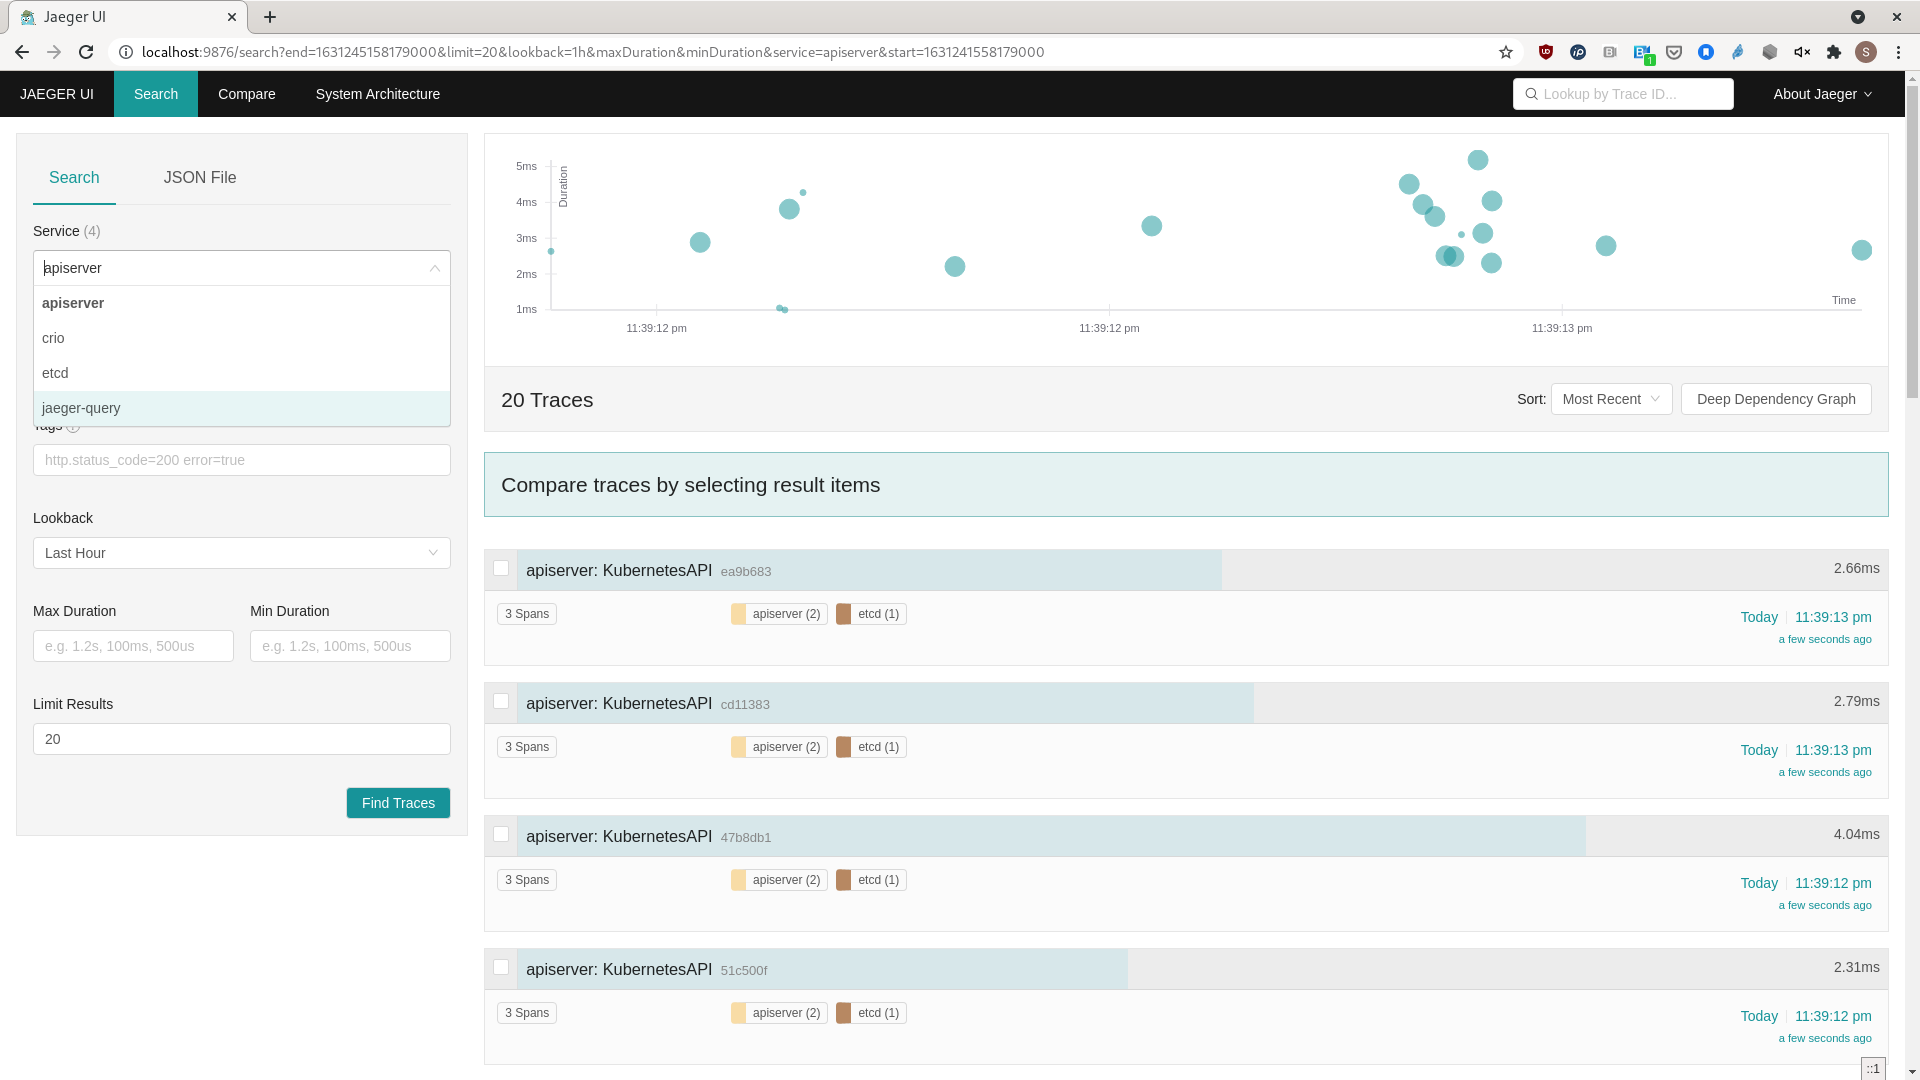 Jaeger UI
localhost:9876/search?end=1631245158179000&limit=20&lookback=1h&maxDuration&minDuration&service=apiserver&start=1631241558179000
1
S
JAEGER UI
Search
Compare
System Architecture
Lookup by Trace ID...
About Jaeger
Search
JSON File
Service (4)
apiserver
apiserver
crio
etcd
jaeger-query
Tags
http.status_code=200 error=true
Lookback
Last Hour
Max Duration
Min Duration
e.g. 1.2s, 100ms, 500us
e.g. 1.2s, 100ms, 500us
Limit Results
20
Find Traces
5ms
4ms
3ms
2ms
1ms
Duration
Time
11:39:12 pm
11:39:12 pm
11:39:13 pm
20 Traces
Sort:
Most Recent
Deep Dependency Graph
Compare traces by selecting result items
apiserver: KubernetesAPI ea9b683
2.66ms
3 Spans
apiserver (2)
etcd (1)
Today 11:39:13 pm
a few seconds ago
apiserver: KubernetesAPI cd11383
2.79ms
3 Spans
apiserver (2)
etcd (1)
Today 11:39:13 pm
a few seconds ago
apiserver: KubernetesAPI 47b8db1
4.04ms
3 Spans
apiserver (2)
etcd (1)
Today 11:39:12 pm
a few seconds ago
apiserver: KubernetesAPI 51c500f
2.31ms
3 Spans
apiserver (2)
etcd (1)
Today 11:39:12 pm
a few seconds ago
::1